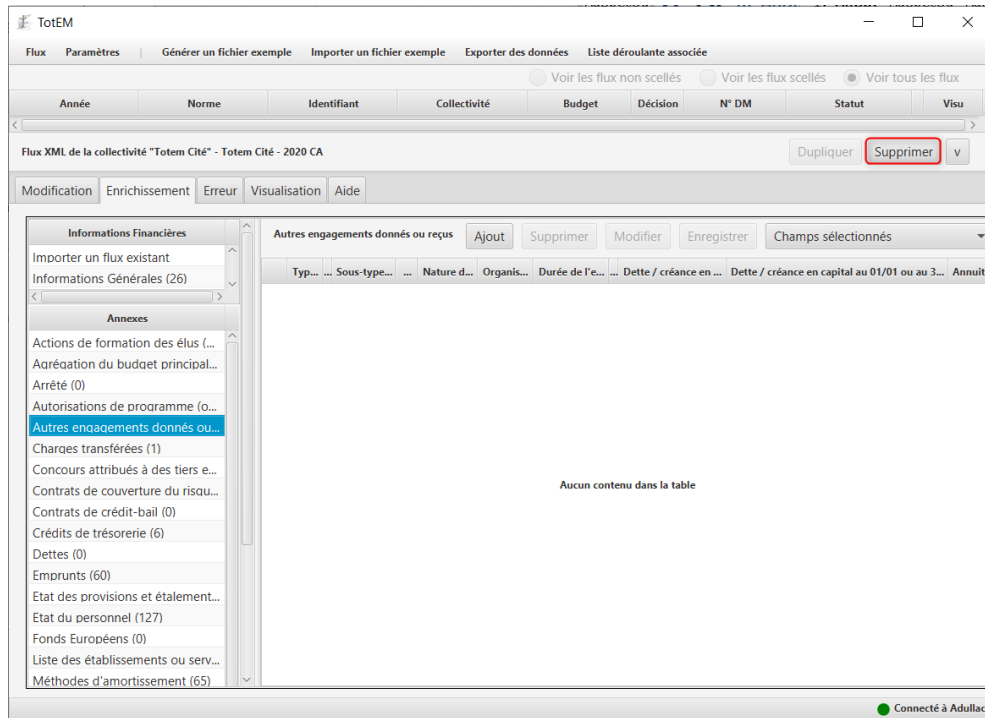 TotEM
Flux Paramètres | Générer un fichier exemple Importer un fichier exemple Exporter des données Liste déroulante associée
Voir les flux non scellés Voir les flux scellés Voir tous les flux
Année Norme Identifiant Collectivité Budget Décision N° DM Statut Visu
Flux XML de la collectivité "Totem Cité" - Totem Cité - 2020 CA Dupliquer Supprimer v
Modification Enrichissement Erreur Visualisation Aide
Informations Financières
Importer un flux existant
Informations Générales (26)
Annexes
Actions de formation des élus (...
Agrégation du budget principal...
Arrêté (0)
Autorisations de programme (o...
Autres engagements donnés ou...
Charges transférées (1)
Concours attribués à des tiers e...
Contrats de couverture du risqu...
Contrats de crédit-bail (0)
Crédits de trésorerie (6)
Dettes (0)
Emprunts (60)
Etat des provisions et étalement...
Etat du personnel (127)
Fonds Européens (0)
Liste des établissements ou serv...
Méthodes d'amortissement (65)
Autres engagements donnés ou reçus Ajout Supprimer Modifier Enregistrer Champs sélectionnés
Typ... ... Sous-type... ... Nature d... Organis... Durée de l'e... ... Dette / créance en ... Dette / créance en capital au 01/01 ou au 3... Annuit
Aucun contenu dans la table
Connecté à Adullac